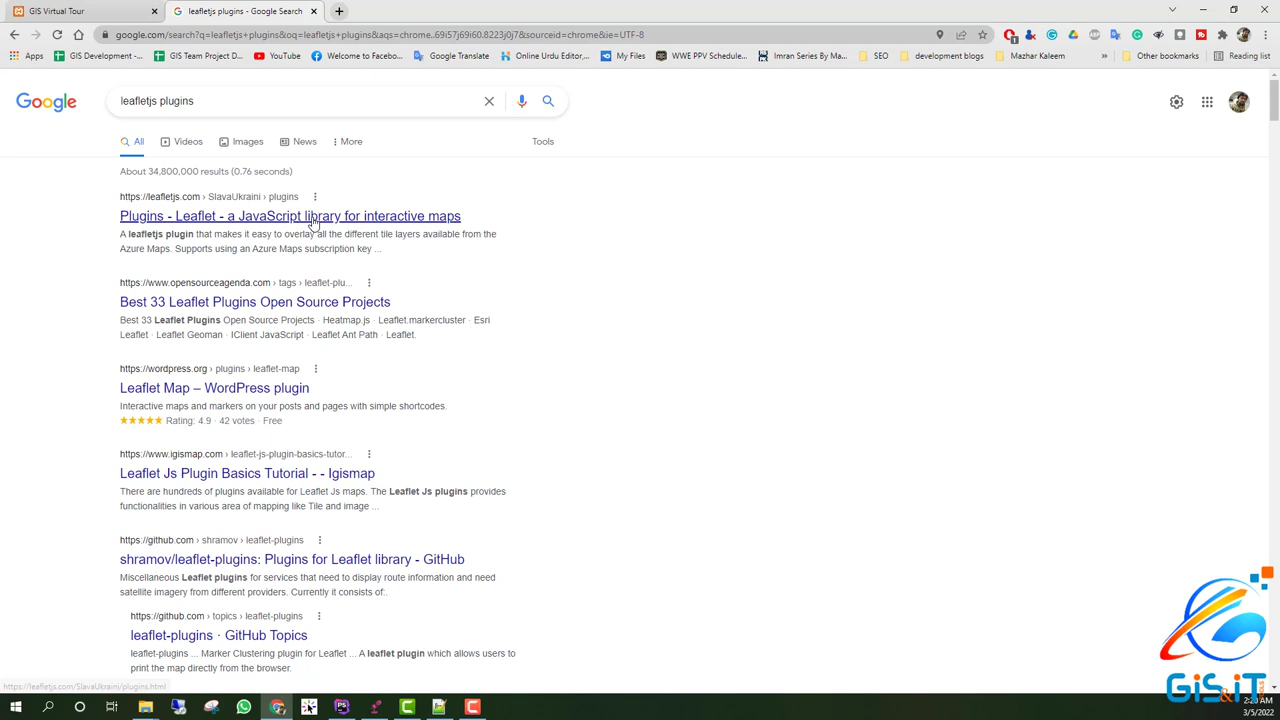 GIS Virtual Tour
leafletjs plugins - Google Search
google.com/search?q=leafletjs+plugins&oq=leafletjs+plugins&aqs=chrome..69i57j69i60.8223j0j7&sourceid=chrome&ie=UTF-8
Apps
GIS Development -...
GIS Team Project D...
YouTube
Welcome to Facebo...
Google Translate
Online Urdu Editor,...
My Files
WWE PPV Schedule...
Imran Series By Ma...
SEO
development blogs
Mazhar Kaleem
»
Other bookmarks
Reading list
Google
leafletjs plugins
All
Videos
Images
News
More
Tools
About 34,800,000 results (0.76 seconds)
https://leafletjs.com › SlavaUkraini › plugins
Plugins - Leaflet - a JavaScript library for interactive maps
A leafletjs plugin that makes it easy to overlay all the different tile layers available from the
Azure Maps. Supports using an Azure Maps subscription key ...
https://www.opensourceagenda.com › tags › leaflet-plu...
Best 33 Leaflet Plugins Open Source Projects
Best 33 Leaflet Plugins Open Source Projects · Heatmap.js · Leaflet.markercluster · Esri
Leaflet · Leaflet Geoman · IClient JavaScript · Leaflet Ant Path · Leaflet.
https://wordpress.org › plugins › leaflet-map
Leaflet Map – WordPress plugin
Interactive maps and markers on your posts and pages with simple shortcodes.
★★★★★ Rating: 4.9 · 42 votes · Free
https://www.igismap.com › leaflet-js-plugin-basics-tutor...
Leaflet Js Plugin Basics Tutorial - - Igismap
There are hundreds of plugins available for Leaflet Js maps. The Leaflet Js plugins provides
functionalities in various area of mapping like Tile and image ...
https://github.com › shramov › leaflet-plugins
shramov/leaflet-plugins: Plugins for Leaflet library - GitHub
Miscellaneous Leaflet plugins for services that need to display route information and need
satellite imagery from different providers. Currently it consists of:.
https://github.com › topics › leaflet-plugins
leaflet-plugins · GitHub Topics
leaflet-plugins ... Marker Clustering plugin for Leaflet ... A leaflet plugin which allows users to
print the map directly from the browser.
https://leafletjs.com/SlavaUkraini/plugins.html
GIS&iT
3/5/2022